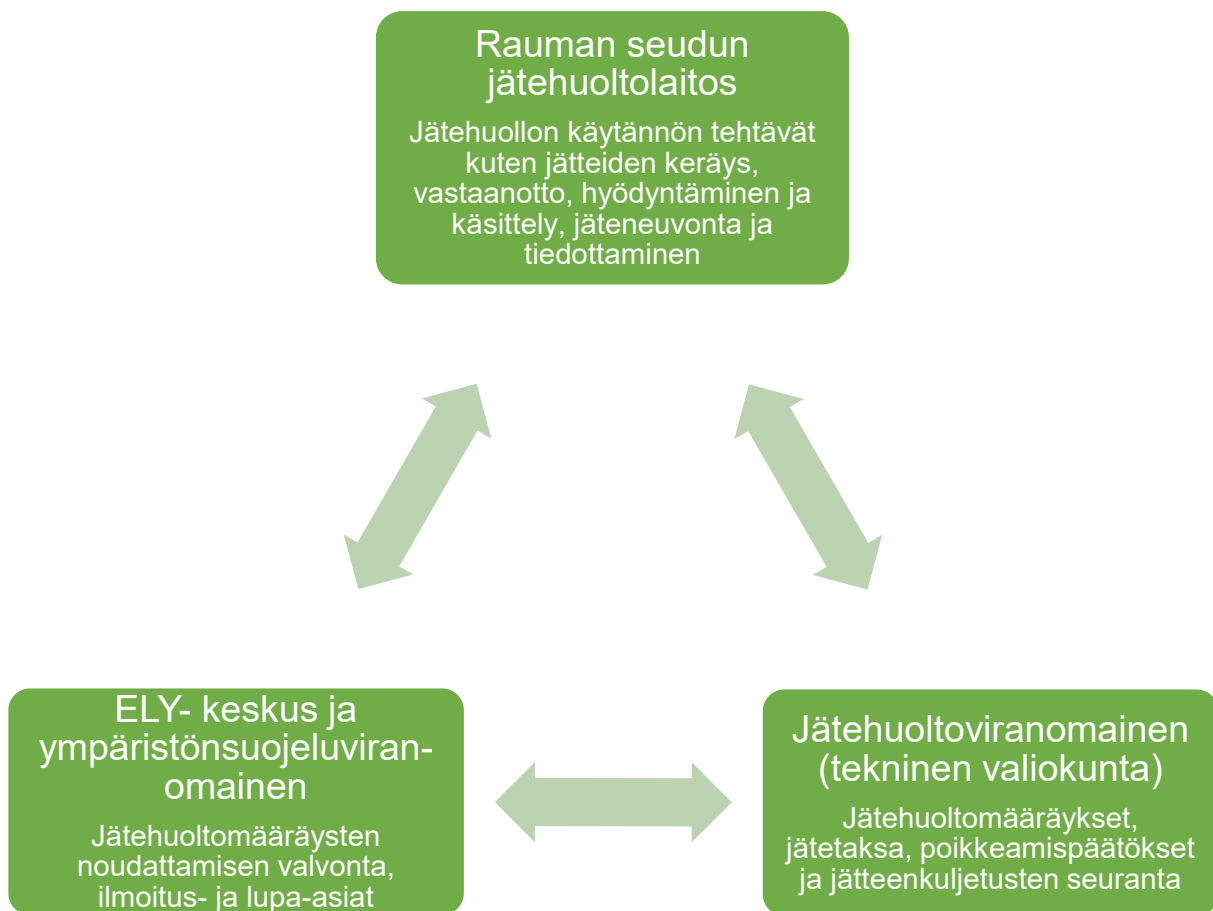 Rauman seudun
jätehuoltolaitos
Jätehuollon käytännön tehtävät
kuten jätteiden keräys,
vastaanotto, hyödyntäminen ja
käsittely, jäteneuvonta ja
tiedottaminen
ELY- keskus ja
ympäristönsuojeluviran-
omainen
Jätehuoltomääräysten
noudattamisen valvonta,
ilmoitus- ja lupa-asiat
Jätehuoltoviranomainen
(tekninen valiokunta)
Jätehuoltomääräykset,
jätetaksa, poikkeamispäätökset
ja jätteenkuljetusten seuranta